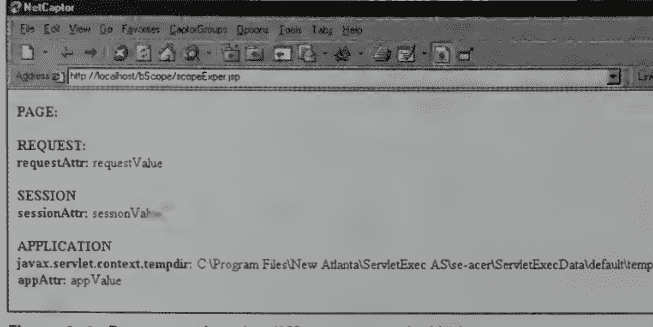 NetCaptor
File Edit View Go Favorites CaptorGroups Options Tools Tabs Help
Address http://localhost/bScope/scopeExper.jsp
PAGE:
REQUEST:
requestAttr: requestValue
SESSION
sessionAttr: sessionValue
APPLICATION
javax.servlet.context.tempdir: C:\Program Files\New Atlanta\ServletExec AS\se-acer\ServletExecData\default\temp
appAttr: appValue